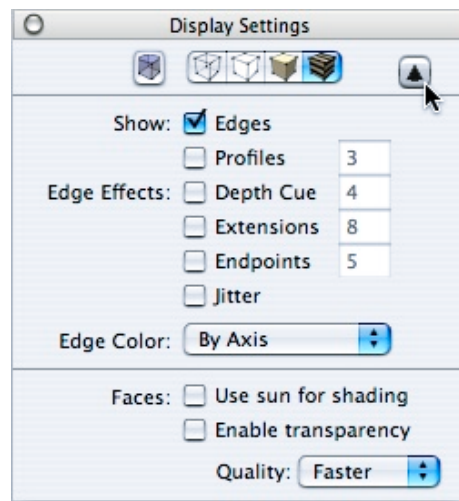 Display Settings
Show: Edges
Profiles 3
Edge Effects: Depth Cue 4
Extensions 8
Endpoints 5
Jitter
Edge Color: By Axis
Faces: Use sun for shading
Enable transparency
Quality: Faster